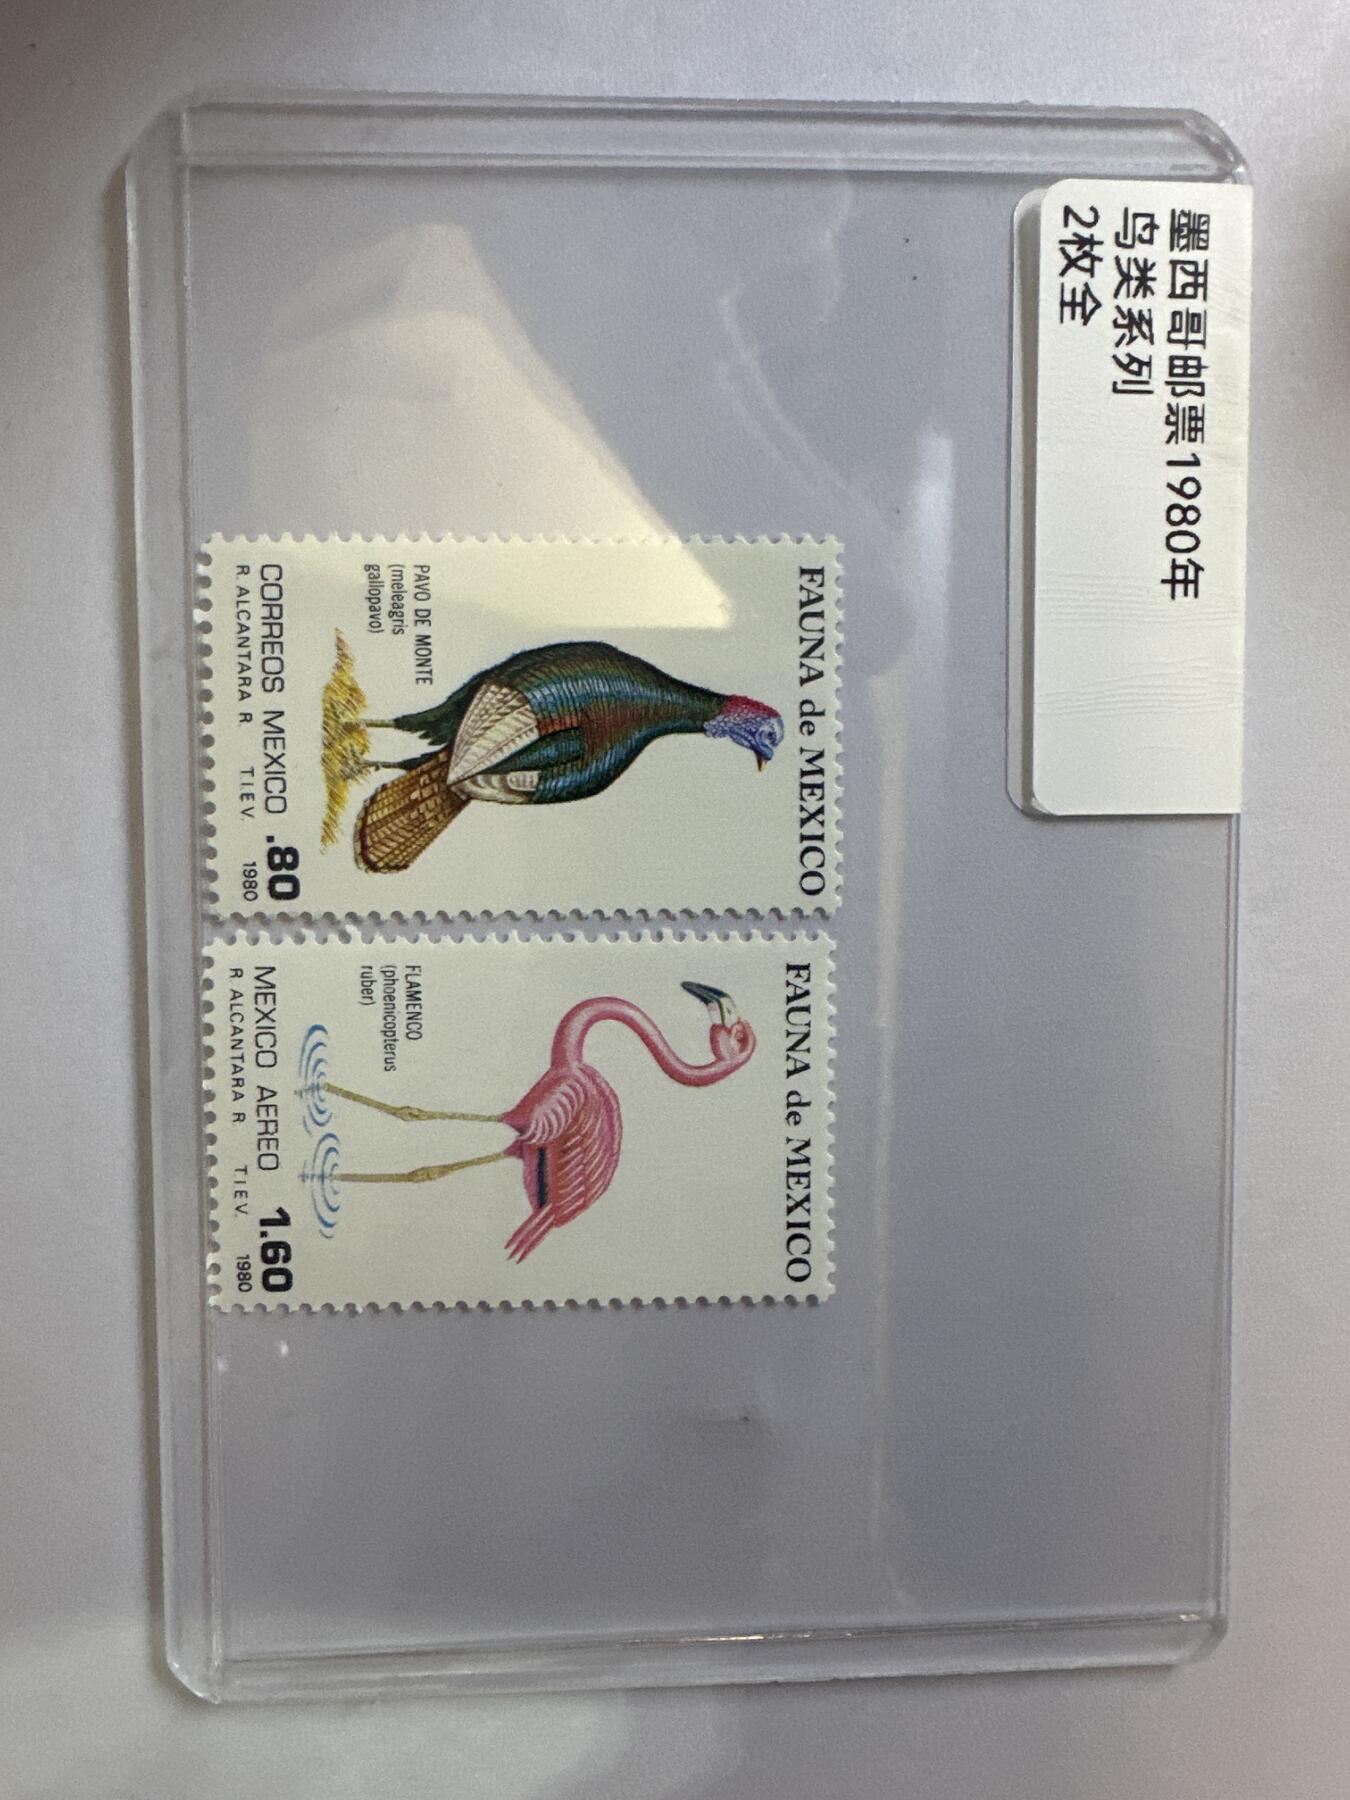 墨西哥邮票1980年
鸟类系列
2枚全
FAUNA de MEXICO
PAVO DE MONTE
(meleagris
gallopavo)
CORREOS MEXICO .80
R. ALCANTARA R. T.I.E.V. 1980
FAUNA de MEXICO
FLAMENCO
(phoenicopterus
ruber)
MEXICO AEREO 1.60
R. ALCANTARA R T.I.E.V. 1980